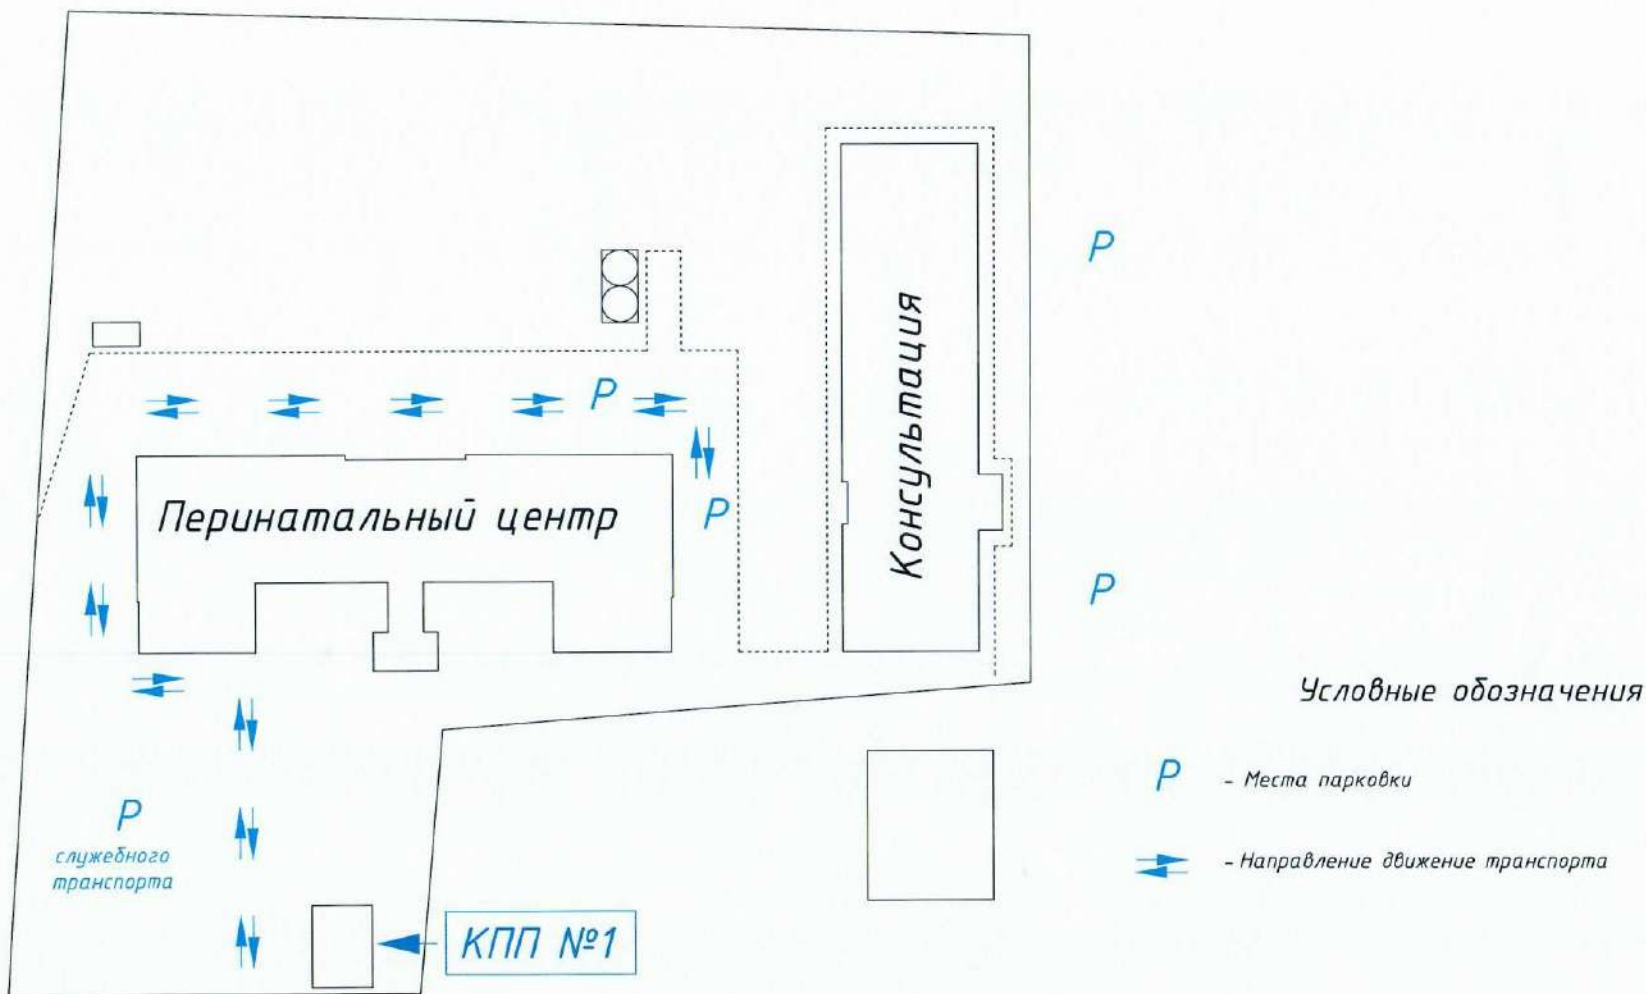 P
Консультация
P
P
Перинатальный центр
P
P
Условные обозначения
P - Места парковки
P
служебного
транспорта
- Направление движение транспорта
КПП №1